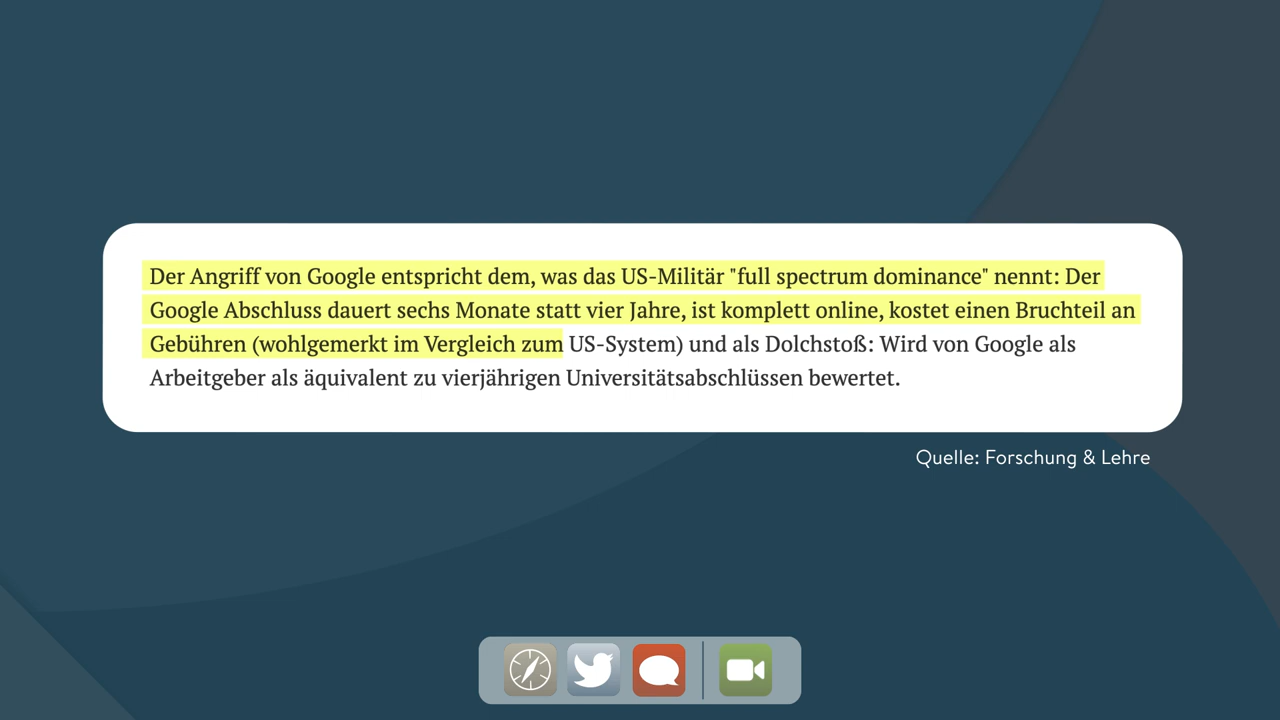 Der Angriff von Google entspricht dem, was das US-Militär "full spectrum dominance" nennt: Der
Google Abschluss dauert sechs Monate statt vier Jahre, ist komplett online, kostet einen Bruchteil an
Gebühren (wohlgemerkt im Vergleich zum US-System) und als Dolchstoß: Wird von Google als
Arbeitgeber als äquivalent zu vierjährigen Universitätsabschlüssen bewertet.
Quelle: Forschung & Lehre